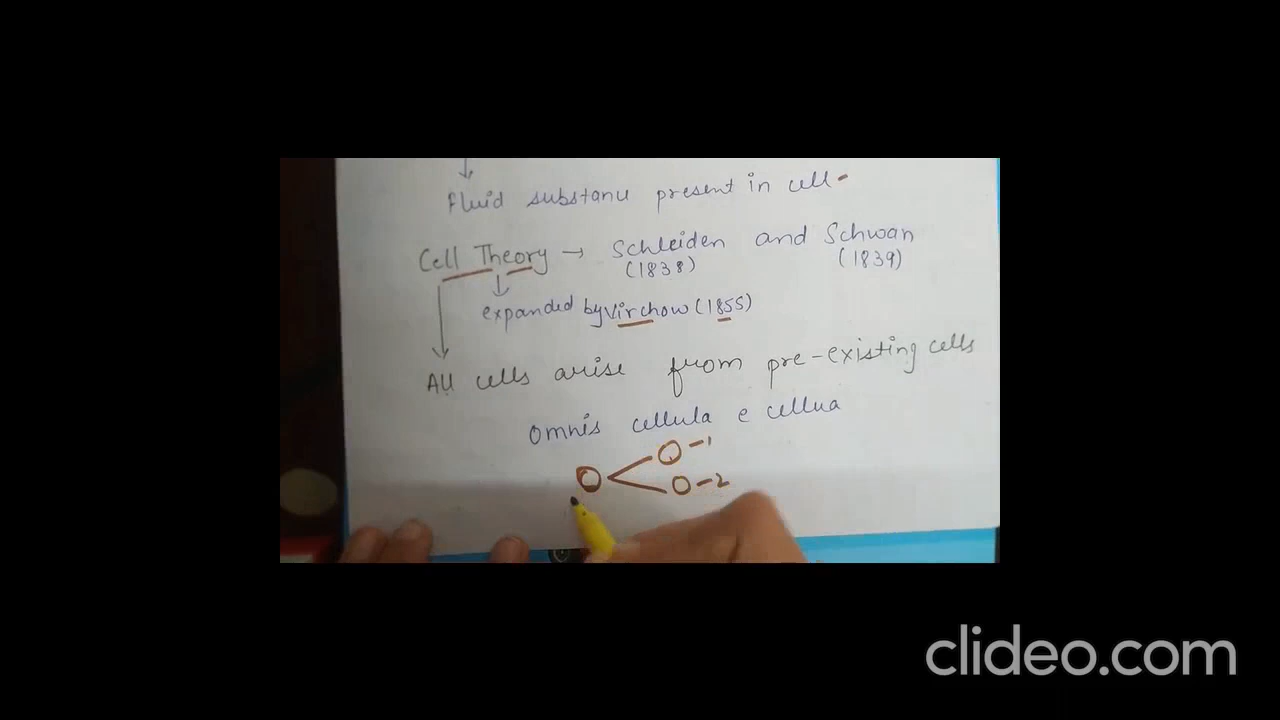 Fluid substanu present in cell-
Cell Theory → Schleiden and Schwan
(1838) (1839)
expanded by Virchow (1855)
All cells arise from pre-existing cells
Omnis cellula e cellua
O-1
O O-2
clideo.com